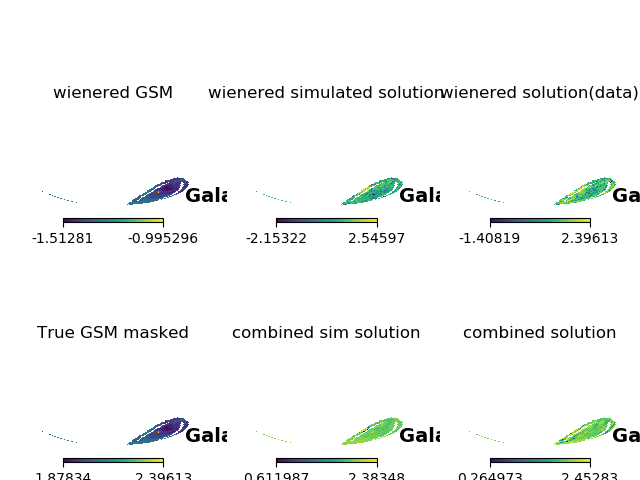 wienered GSM
wienered simulated solution
wienered solution(data)
Gala
Gala
Ga
-1.51281 -0.995296
-2.15322 2.54597
-1.40819 2.39613
True GSM masked
combined sim solution
combined solution
Gala
Gala
Ga
1.87834 2.39613
0.611987 2.38348
0.264973 2.45283